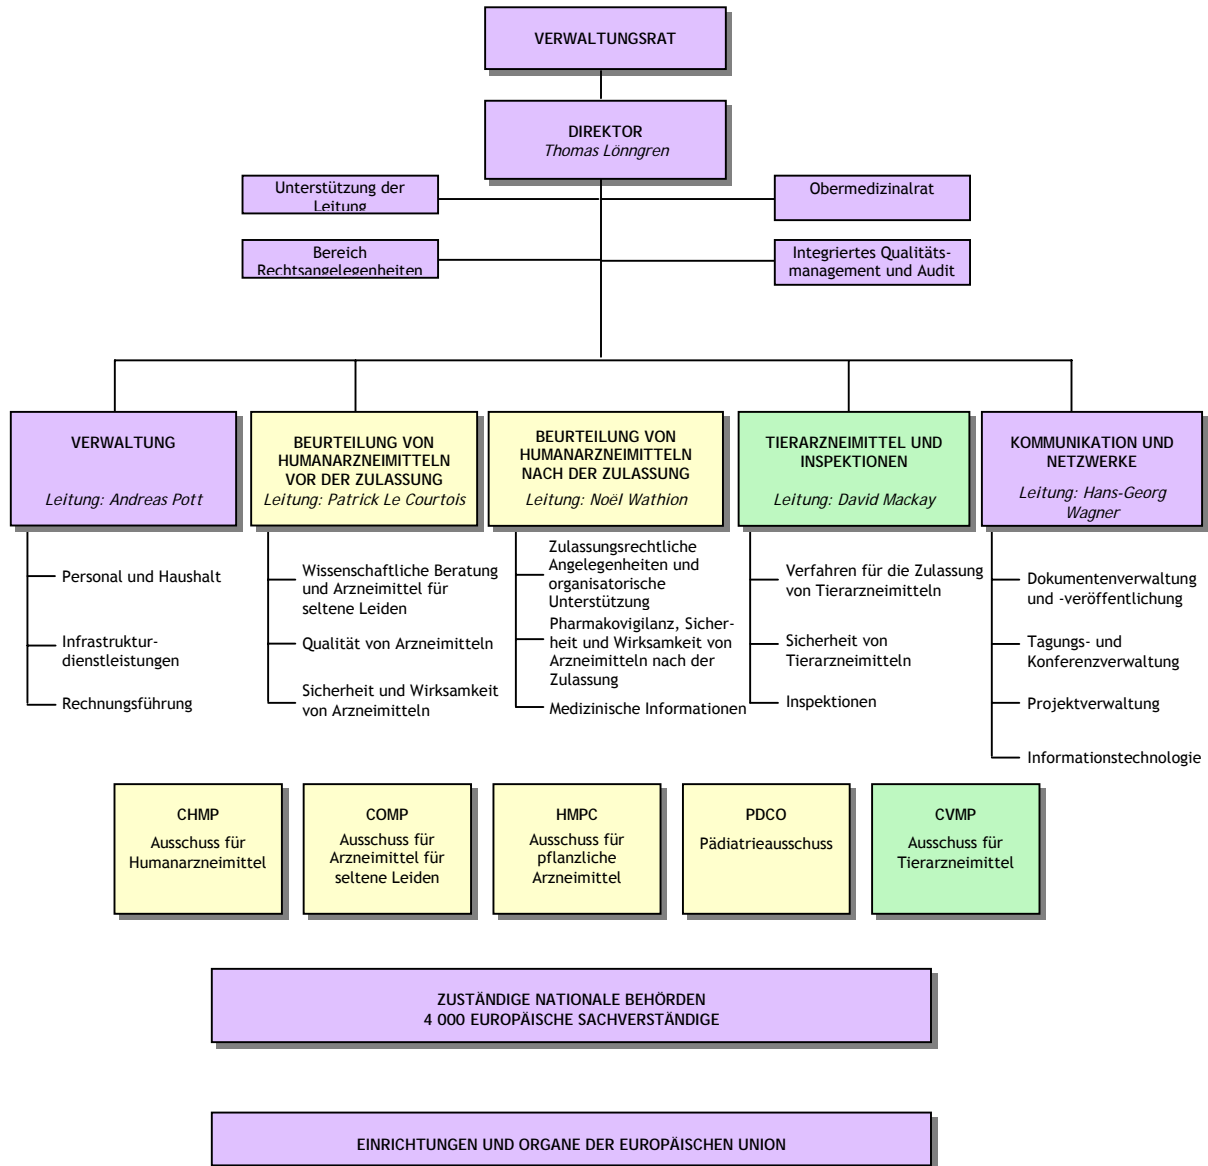 VERWALTUNGSRAT
DIREKTOR
Thomas Lönngren
Unterstützung der
Leitung
Obermedizinalrat
Bereich
Rechtsangelegenheiten
Integriertes Qualitäts-
management und Audit
VERWALTUNG
Leitung: Andreas Pott
BEURTEILUNG VON
HUMANARZNEIMITTELN
VOR DER ZULASSUNG
Leitung: Patrick Le Courtois
BEURTEILUNG VON
HUMANARZNEIMITTELN
NACH DER ZULASSUNG
Leitung: Noël Wathion
TIERARZNEIMITTEL UND
INSPEKTIONEN
Leitung: David Mackay
KOMMUNIKATION UND
NETZWERKE
Leitung: Hans-Georg
Wagner
Personal und Haushalt
Infrastruktur-
dienstleistungen
Rechnungsführung
Wissenschaftliche Beratung
und Arzneimittel für
seltene Leiden
Qualität von Arzneimitteln
Sicherheit und Wirksamkeit
von Arzneimitteln
Zulassungsrechtliche
Angelegenheiten und
organisatorische
Unterstützung
Pharmakovigilanz, Sicher-
heit und Wirksamkeit von
Arzneimitteln nach der
Zulassung
Medizinische Informationen
Verfahren für die Zulassung
von Tierarzneimitteln
Sicherheit von
Tierarzneimitteln
Inspektionen
Dokumentenverwaltung
und -veröffentlichung
Tagungs- und
Konferenzverwaltung
Projektverwaltung
Informationstechnologie
CHMP
Ausschuss für
Humanarzneimittel
COMP
Ausschuss für
Arzneimittel für
seltene Leiden
HMPC
Ausschuss für
pflanzliche
Arzneimittel
PDCO
Pädiatrieausschuss
CVMP
Ausschuss für
Tierarzneimittel
ZUSTÄNDIGE NATIONALE BEHÖRDEN
4 000 EUROPÄISCHE SACHVERSTÄNDIGE
EINRICHTUNGEN UND ORGANE DER EUROPÄISCHEN UNION